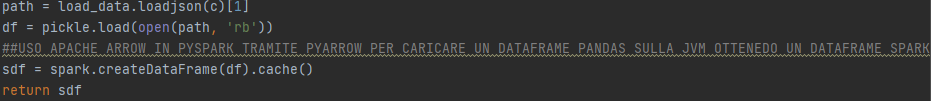 path = load_data.loadjson(c)[1]
df = pickle.load(open(path, 'rb'))
##USO APACHE ARROW IN PYSPARK TRAMITE PYARROW PER CARICARE UN DATAFRAME PANDAS SULLA JVM OTTENEDO UN DATAFRAME SPARK
sdf = spark.createDataFrame(df).cache()
return sdf